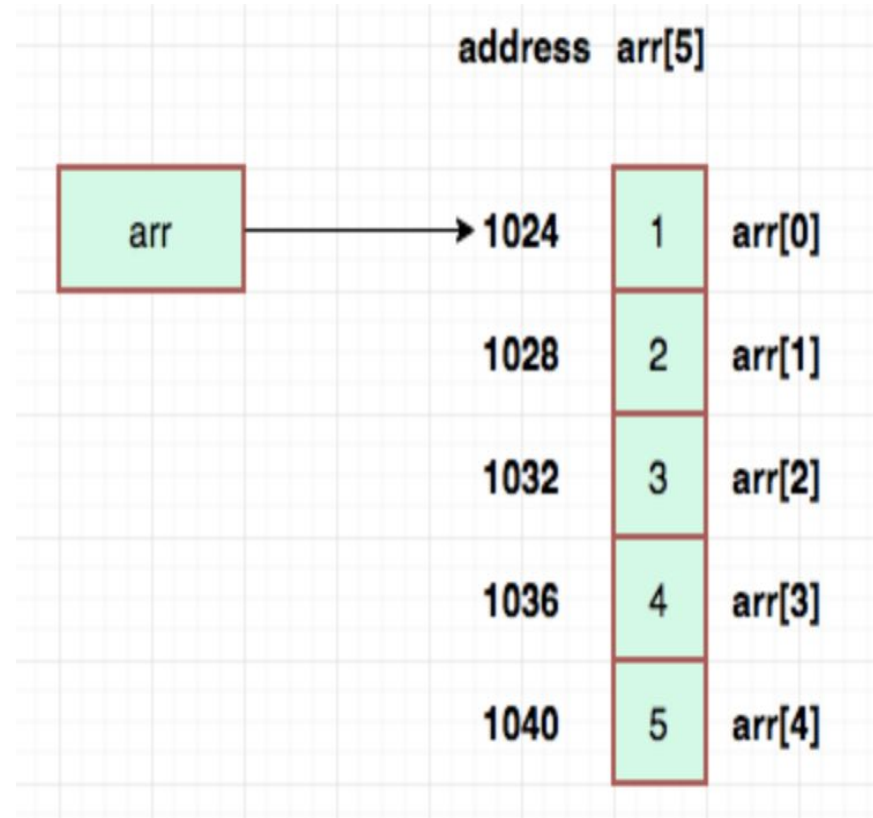 address arr[5]
arr 1024 1 arr[0]
1028 2 arr[1]
1032 3 arr[2]
1036 4 arr[3]
1040 5 arr[4]